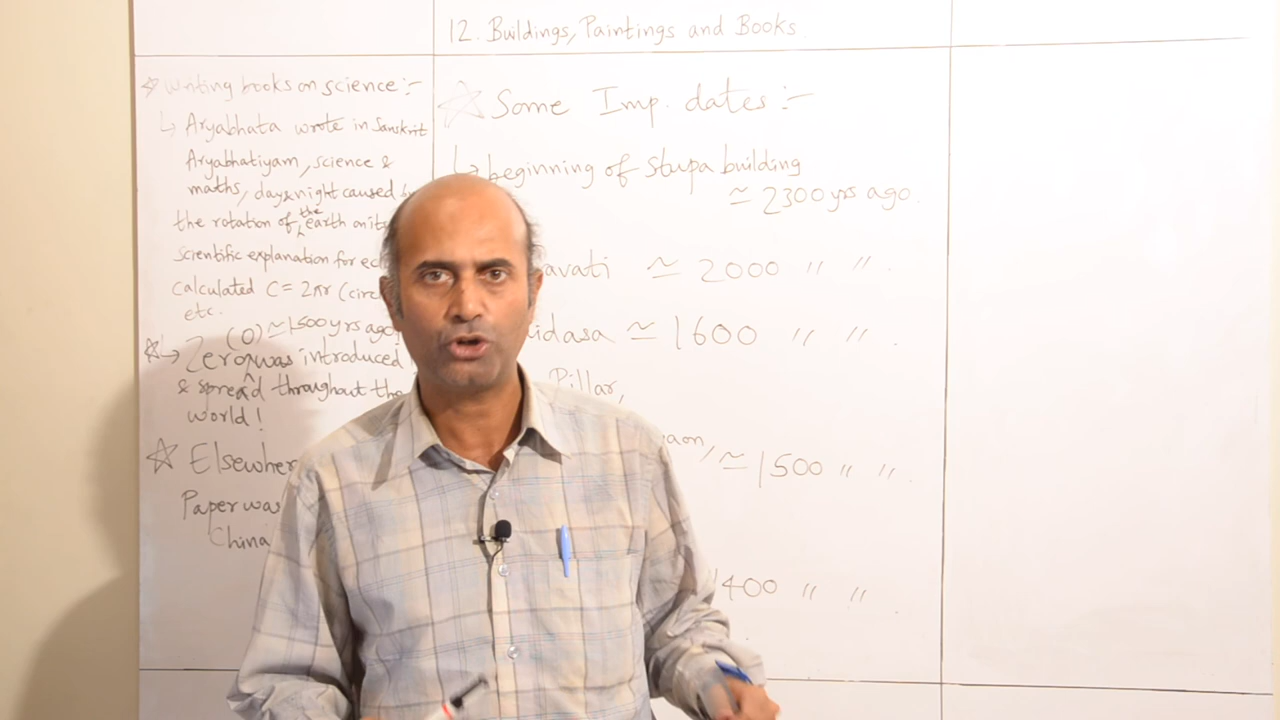 12. Buildings, Paintings and Books.
☆ Writing books on science :-
↳ Aryabhata wrote in Sanskrit
Aryabhatiyam, science &
maths, day & night caused
the rotation of the earth on its
scientific explanation for
calculated C = 2πr
etc.
☆ ↳ Zero (0) was introduced ≃ 1500 yrs ago
& spread throughout the
world!
☆ Elsewher
Paper was
China
☆ Some Imp. dates :-
↳ beginning of Stupa building
≃ 2300 yrs ago.
avati ≃ 2000 " " .
idasa ≃ 1600 " " .
Pillar,
aon, ≃ 1500 " " .
1400 " " .